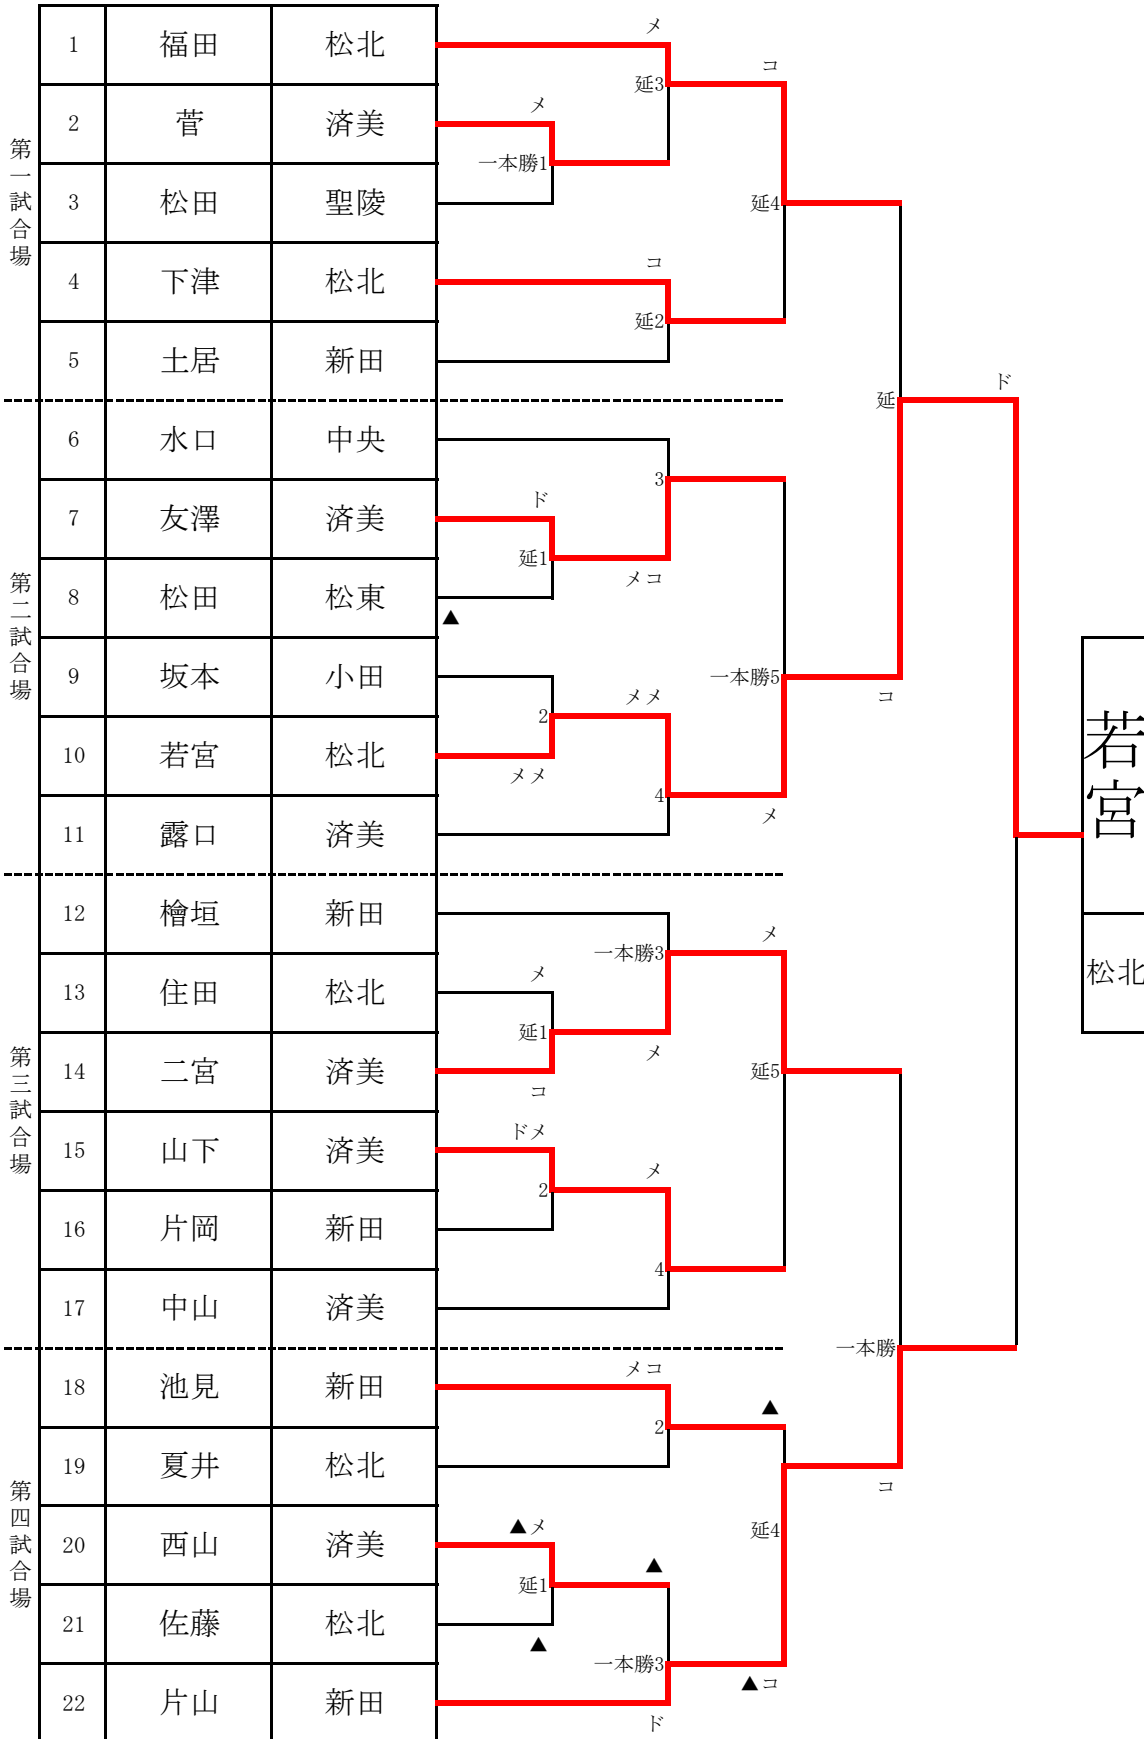 第一試合場
1 福田 松北
2 菅 済美
3 松田 聖陵
4 下津 松北
5 土居 新田
第二試合場
6 水口 中央
7 友澤 済美
8 松田 松東
9 坂本 小田
10 若宮 松北
11 露口 済美
第三試合場
12 檜垣 新田
13 住田 松北
14 二宮 済美
15 山下 済美
16 片岡 新田
17 中山 済美
第四試合場
18 池見 新田
19 夏井 松北
20 西山 済美
21 佐藤 松北
22 片山 新田
メ
コ
延3
メ
一本勝1
延4
コ
延2
ド
延
3
ド
延1
メコ
▲
一本勝5
メメ
コ
2
メメ
4
メ
若宮
松北
メ
一本勝3
メ
延1
メ
延5
コ
ドメ
メ
2
4
一本勝
メコ
▲
2
コ
▲メ
延4
▲
延1
▲
一本勝3
▲コ
ド